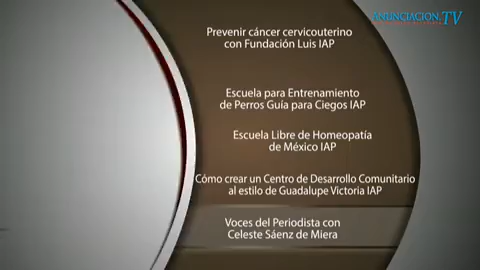 ANUNCIACION TV
Prevenir cáncer cervicouterino
con Fundación Luis IAP
Escuela para Entrenamiento
de Perros Guía para Ciegos IAP
Escuela Libre de Homeopatía
de México IAP
Cómo crear un Centro de Desarrollo Comunitario
al estilo de Guadalupe Victoria IAP
Voces del Periodista con
Celeste Sáenz de Miera